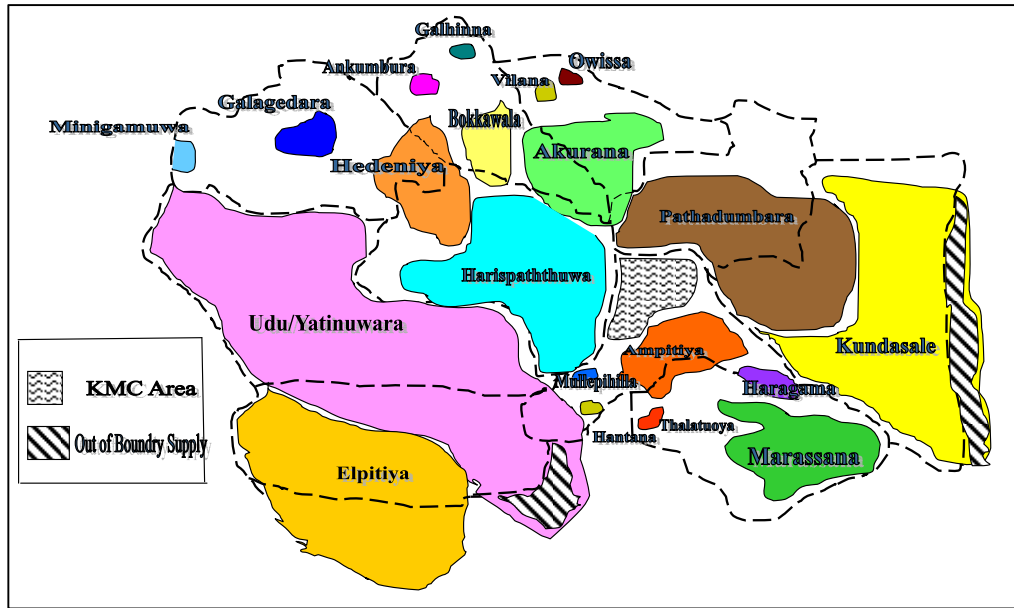 Galhinna
Owissa
Ankumbura
Vilana
Galagedara
Bokkawala
Minigamuwa
Akurana
Hedeniya
Pathadumbara
Harispaththuwa
Udu/Yatinuwara
Kundasale
Ampitiya
Mullepihilla
Haragama
KMC Area
Hantana
Thalatuoya
Out of Boundry Supply
Marassana
Elpitiya